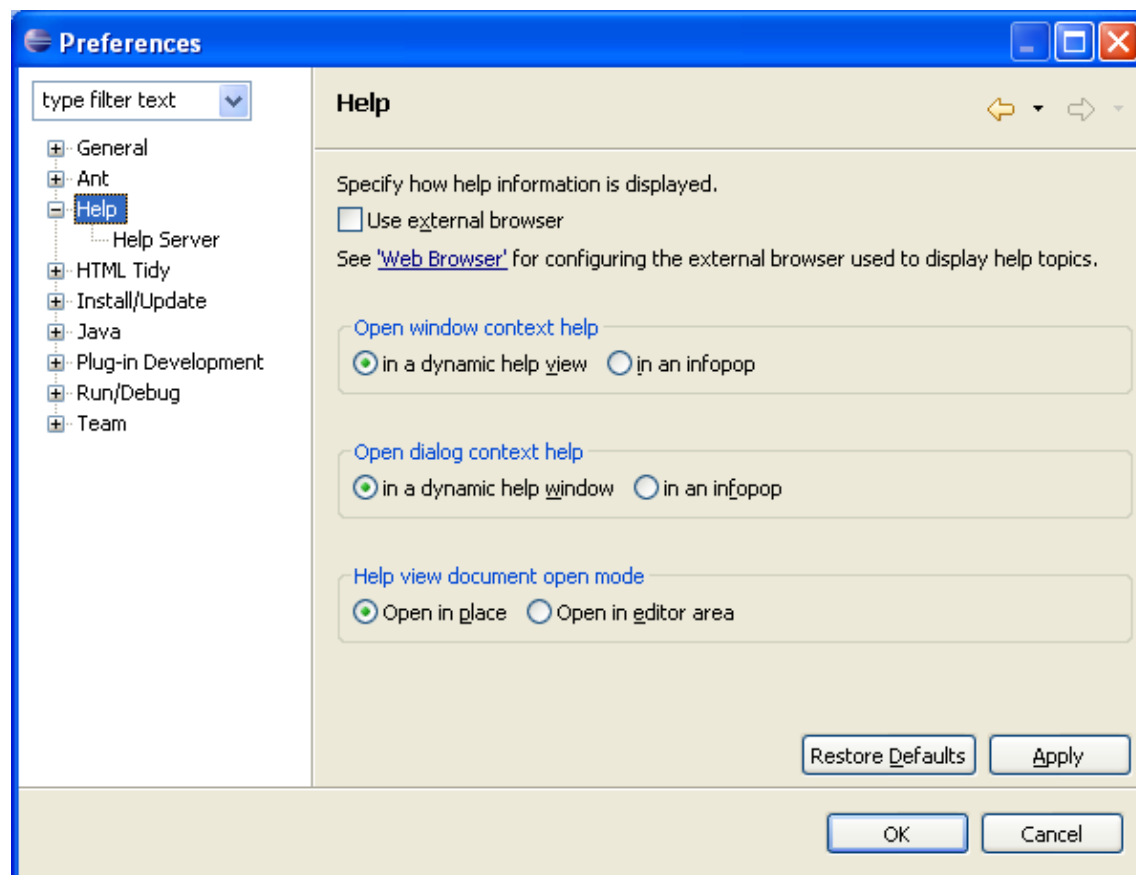 Preferences
type filter text
General
Ant
Help
Help Server
HTML Tidy
Install/Update
Java
Plug-in Development
Run/Debug
Team
Help
Specify how help information is displayed.
Use external browser
See 'Web Browser' for configuring the external browser used to display help topics.
Open window context help
in a dynamic help view in an infopop
Open dialog context help
in a dynamic help window in an infopop
Help view document open mode
Open in place Open in editor area
Restore Defaults Apply
OK Cancel